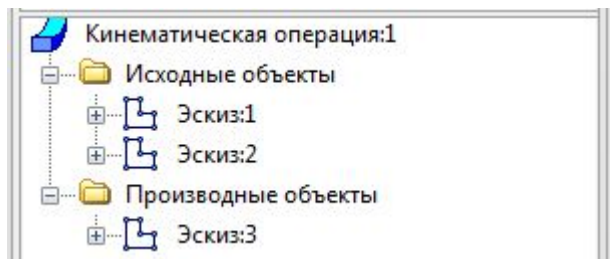 Кинематическая операция:1
Исходные объекты
Эскиз:1
Эскиз:2
Производные объекты
Эскиз:3